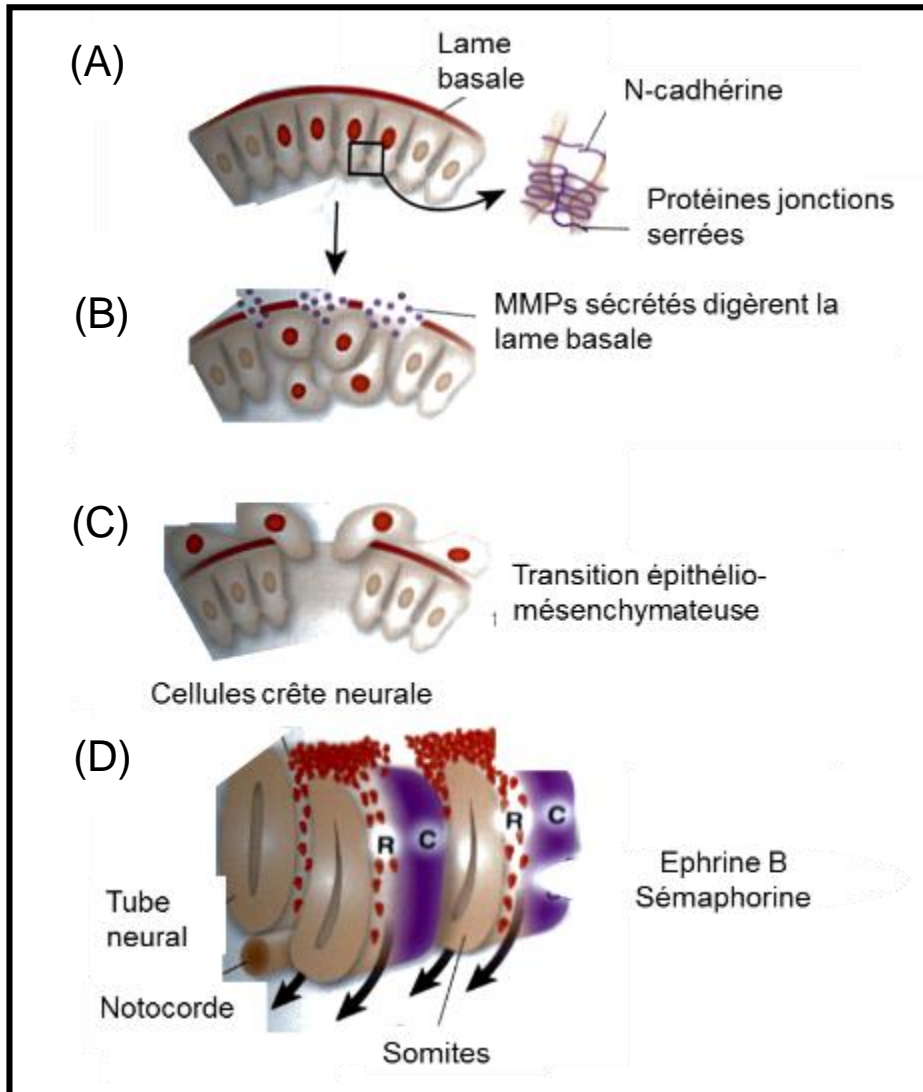 (A)
Lame
basale
N-cadhérine
Protéines jonctions
serrées
(B)
MMPs sécrétés digèrent la
lame basale
(C)
Transition épithélio-
mésenchymateuse
Cellules crête neurale
(D)
R
C
R
C
Ephrine B
Sémaphorine
Tube
neural
Notocorde
Somites